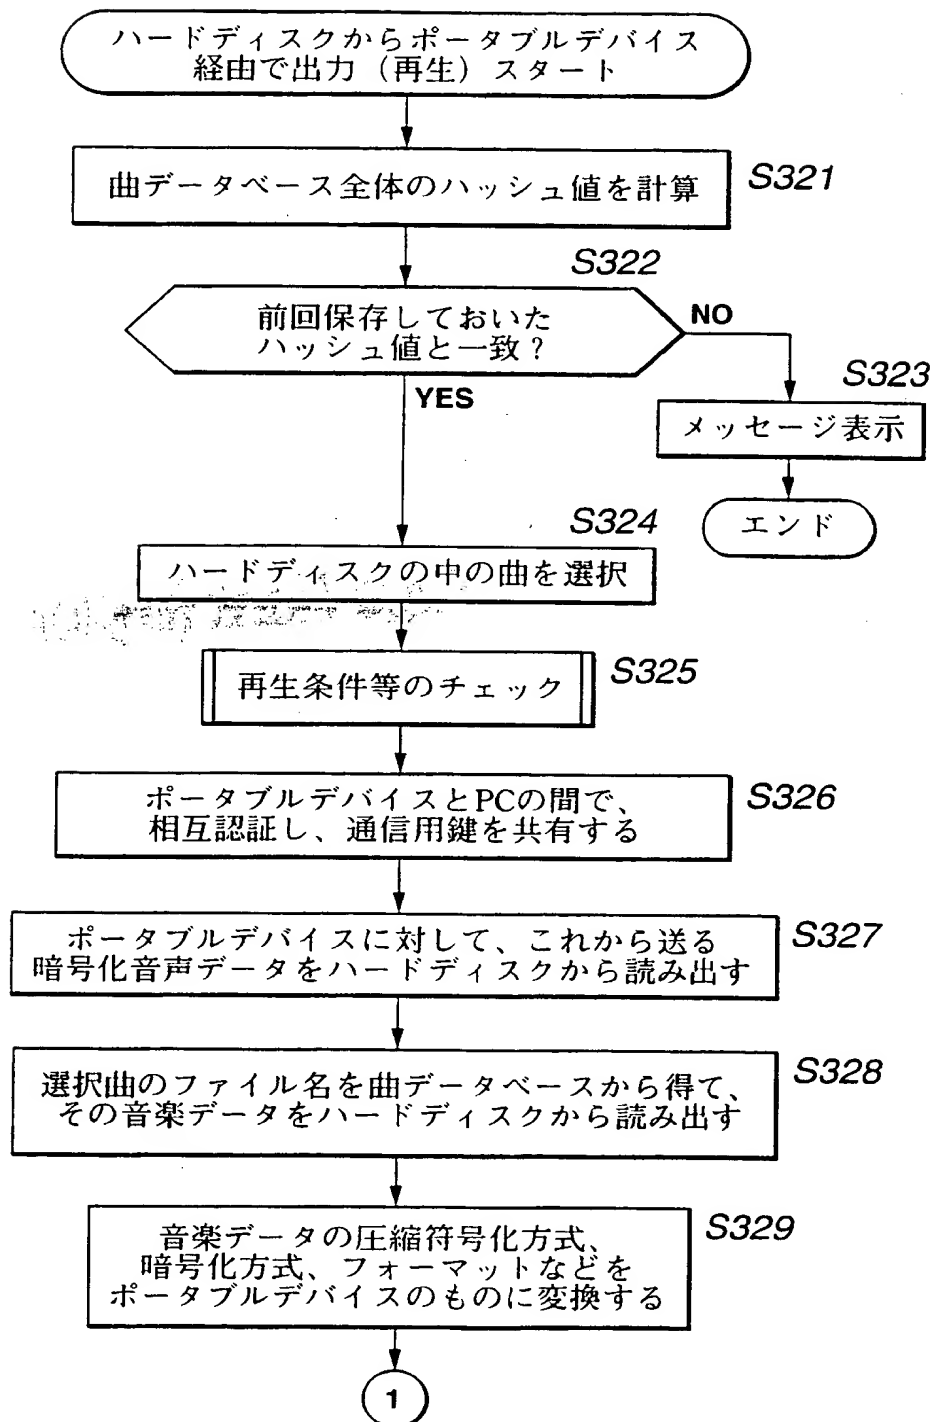 ハードディスクからポータブルデバイス
経由で出力（再生）スタート
曲データベース全体のハッシュ値を計算
S321
S322
前回保存しておいた
ハッシュ値と一致？
NO
YES
S323
メッセージ表示
エンド
S324
ハードディスクの中の曲を選択
再生条件等のチェック
S325
ポータブルデバイスとPCの間で、
相互認証し、通信用鍵を共有する
S326
ポータブルデバイスに対して、これから送る
暗号化音声データをハードディスクから読み出す
S327
選択曲のファイル名を曲データベースから得て、
その音楽データをハードディスクから読み出す
S328
音楽データの圧縮符号化方式、
暗号化方式、フォーマットなどを
ポータブルデバイスのものに変換する
S329
1